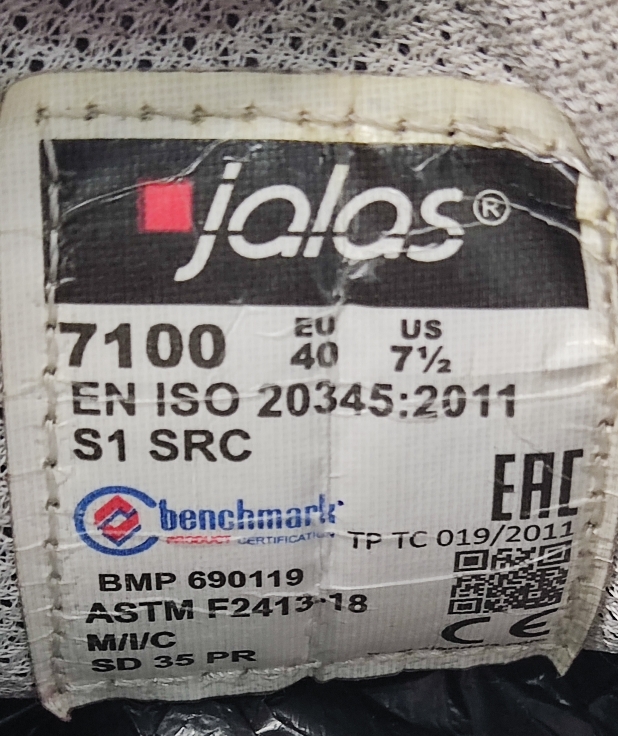 jalas®
7100 EU 40 US 7½
EN ISO 20345:2011
S1 SRC
EAC
benchmark
PRODUCT CERTIFICATION
TP TC 019/2011
BMP 690119
ASTM F2413-18
M/I/C
SD 35 PR
CE